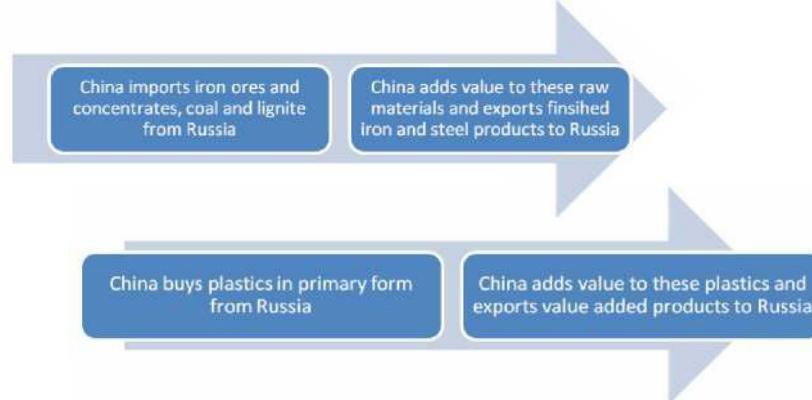 China imports iron ores and
concentrates, coal and lignite
from Russia
China adds value to these raw
materials and exports finsihed
iron and steel products to Russia
China buys plastics in primary form
from Russia
China adds value to these plastics and
exports value added products to Russia